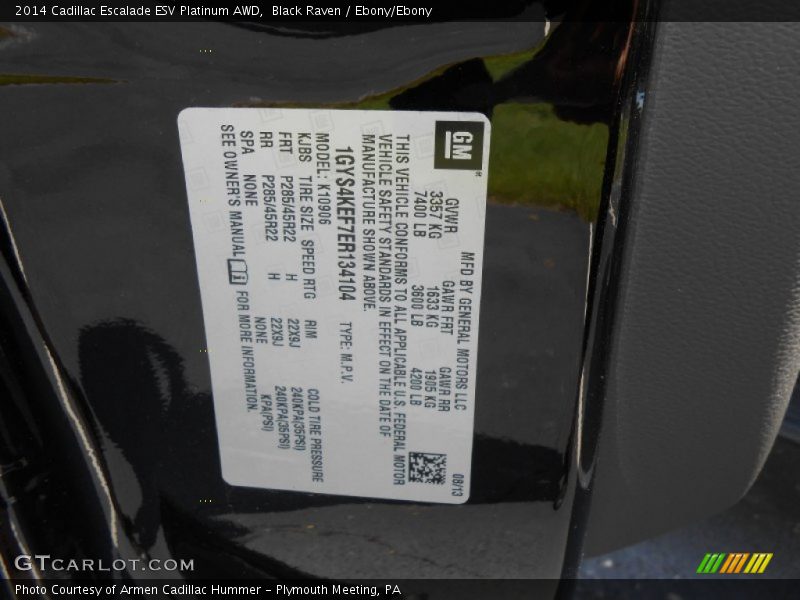 2014 Cadillac Escalade ESV Platinum AWD, Black Raven / Ebony/Ebony
GM
MFD BY GENERAL MOTORS LLC 08/13
GVWR GAWR FRT GAWR RR
3357 KG 1633 KG 1905 KG
7400 LB 3600 LB 4200 LB
THIS VEHICLE CONFORMS TO ALL APPLICABLE U.S. FEDERAL MOTOR
VEHICLE SAFETY STANDARDS IN EFFECT ON THE DATE OF
MANUFACTURE SHOWN ABOVE.
1GYS4KEF7ER134104 TYPE: M.P.V.
MODEL: K10906
KJBS TIRE SIZE SPEED RTG RIM COLD TIRE PRESSURE
FRT P285/45R22 H 22X9J 240KPA(35PSI)
RR P285/45R22 H 22X9J 240KPA(35PSI)
SPA NONE NONE KPA(PSI)
SEE OWNER'S MANUAL FOR MORE INFORMATION.
GTCARLOT.COM
Photo Courtesy of Armen Cadillac Hummer - Plymouth Meeting, PA